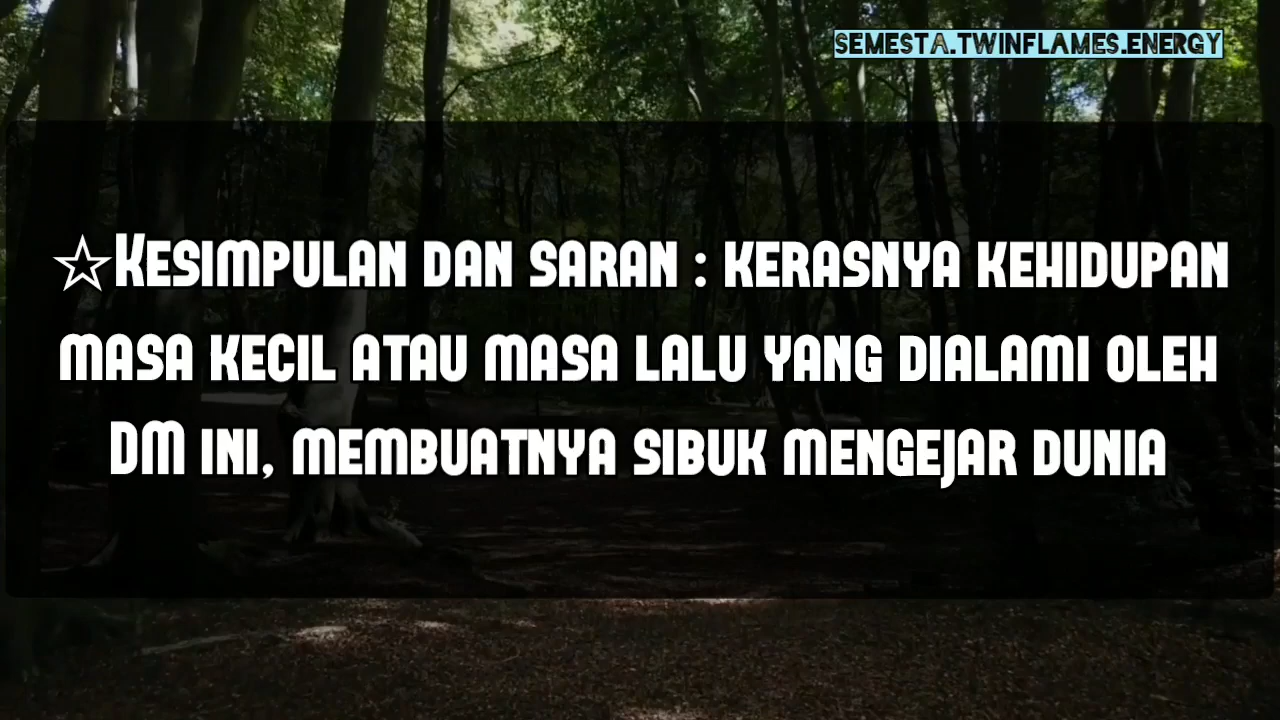 SEMESTA.TWINFLAMES.ENERGY
☆Kesimpulan dan saran : kerasnya kehidupan
masa kecil atau masa lalu yang dialami oleh
DM ini, membuatnya sibuk mengejar dunia